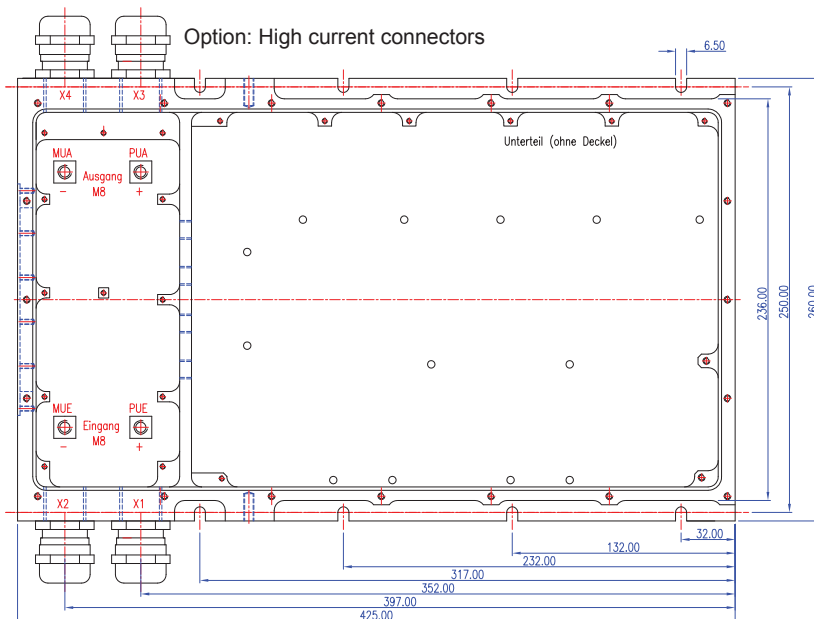 Option: High current connectors
6.50
X4
X3
Unterteil (ohne Deckel)
MUA
PUA
Ausgang
M8
-
+
236.00
250.00
260.00
MUE
PUE
Eingang
M8
-
+
X2
X1
32.00
132.00
232.00
317.00
352.00
397.00
425.00